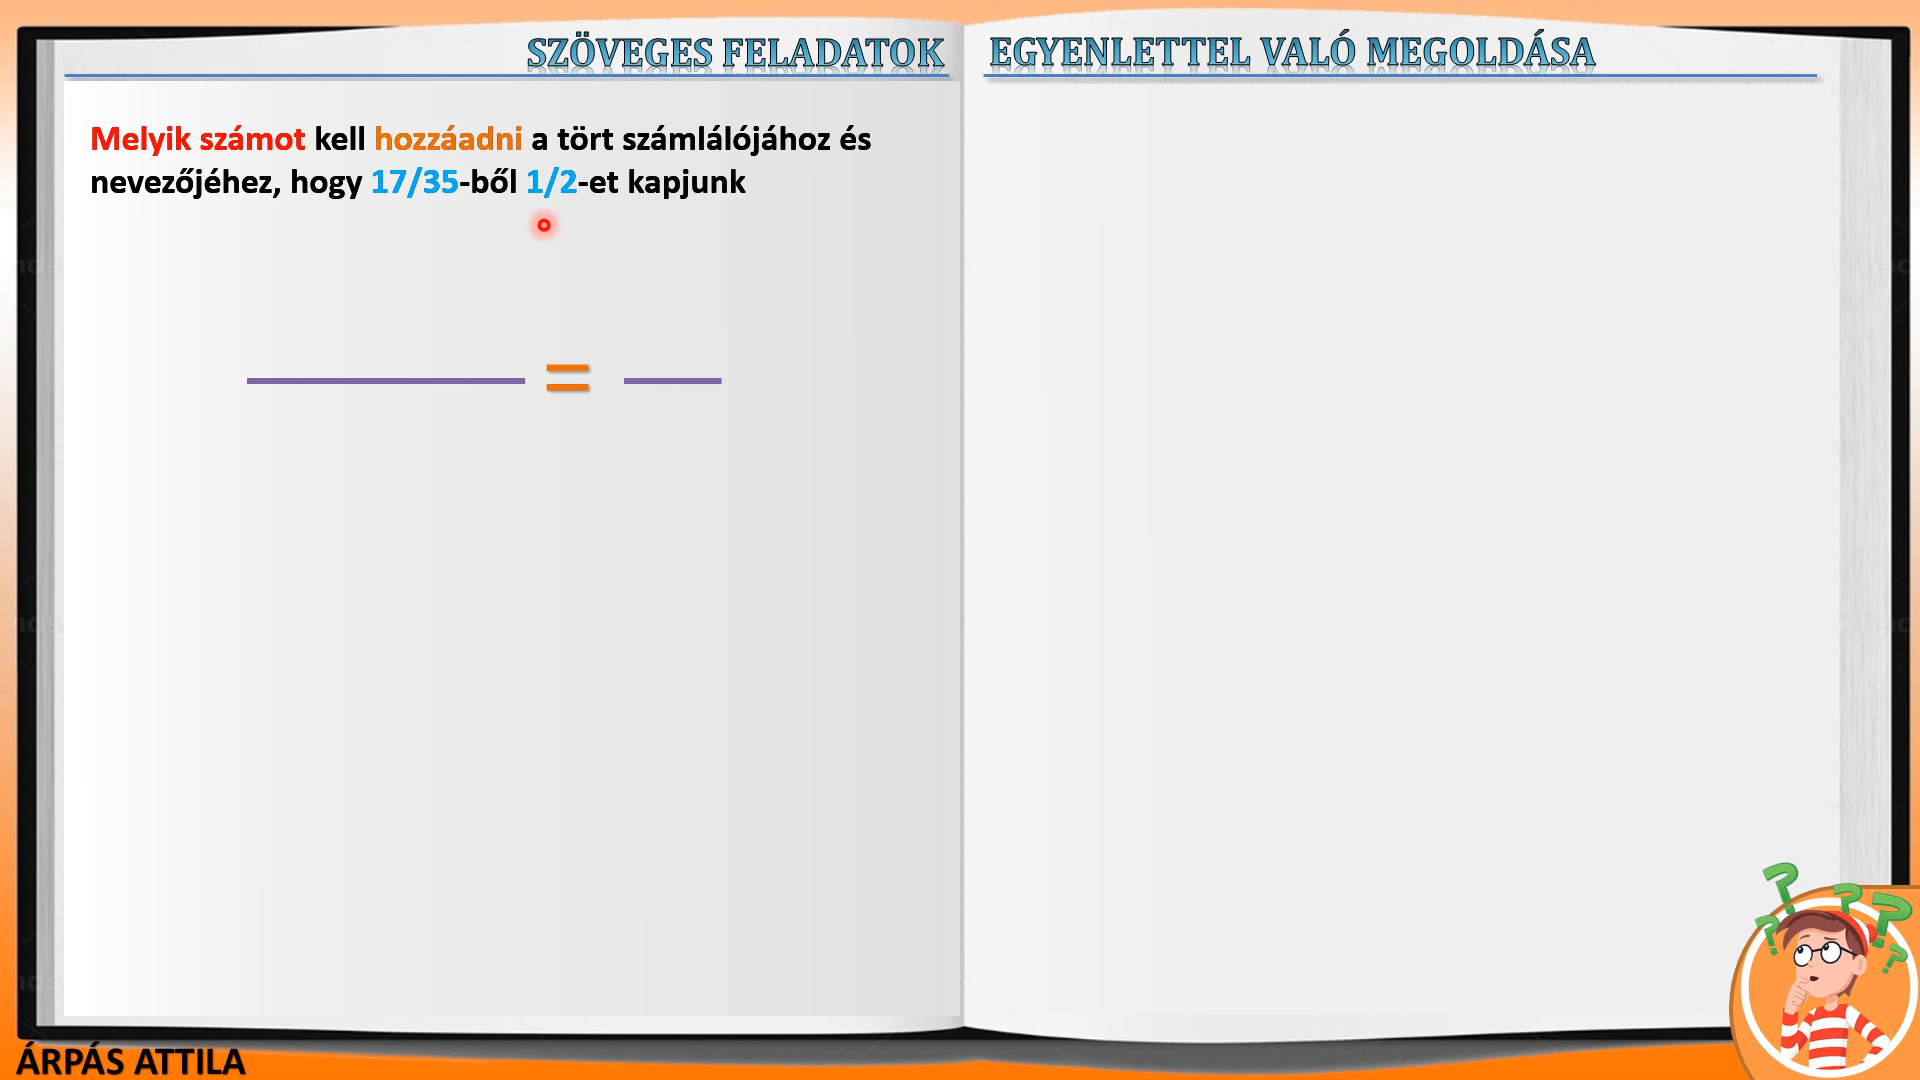 SZÖVEGES FELADATOK
EGYENLETTEL VALÓ MEGOLDÁSA
Melyik számot kell hozzáadni a tört számlálójához és
nevezőjéhez, hogy 17/35-ből 1/2-et kapjunk
=
ÁRPÁS ATTILA